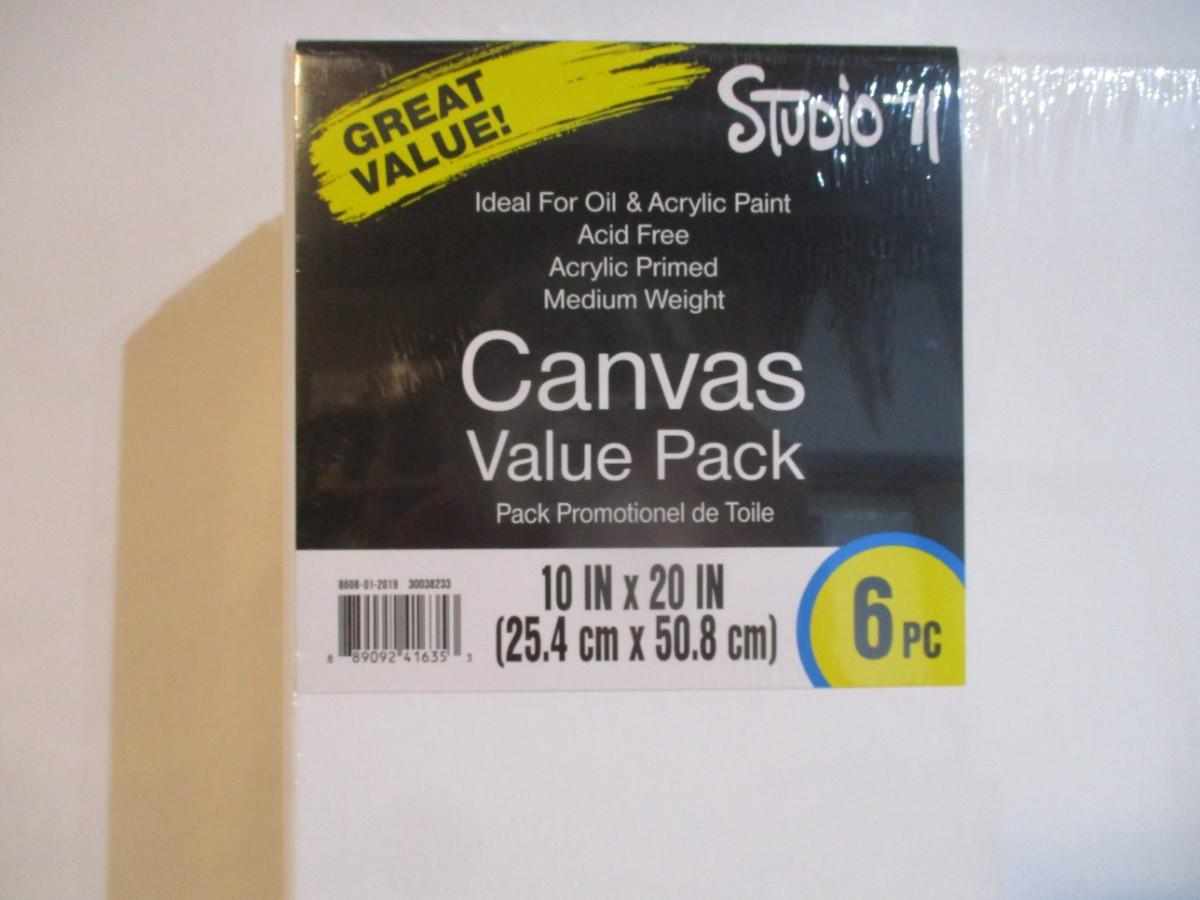 GREAT
VALUE!
STUDIO 71
Ideal For Oil & Acrylic Paint
Acid Free
Acrylic Primed
Medium Weight
Canvas
Value Pack
Pack Promotionel de Toile
8608-01-2019 30038233
8 89092 41635 3
10 IN x 20 IN
(25.4 cm x 50.8 cm)
6 PC